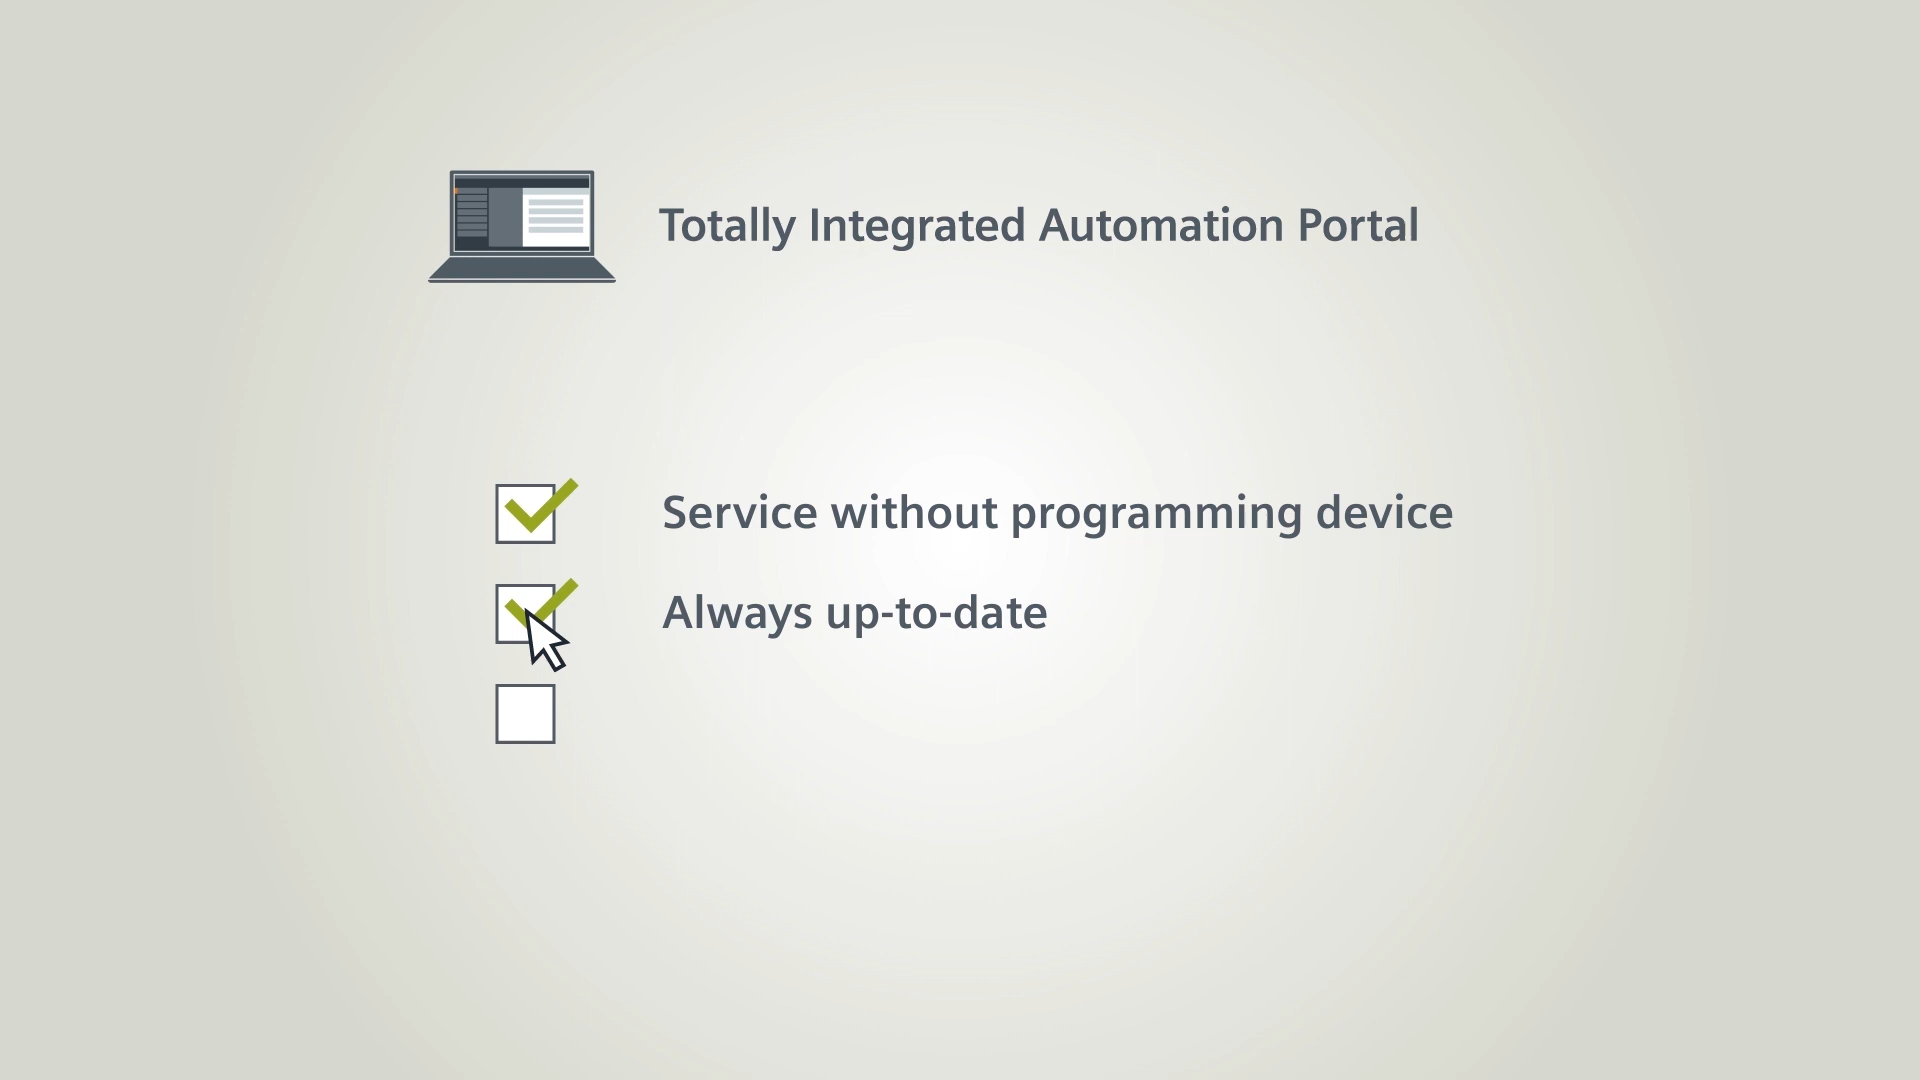 Totally Integrated Automation Portal
Service without programming device
Always up-to-date